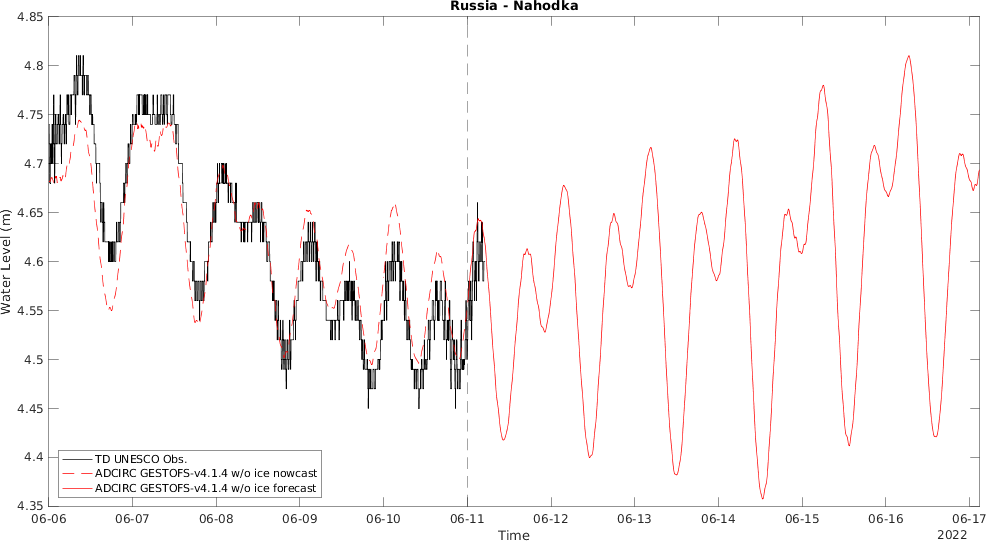 Russia - Nahodka
4.85
4.8
4.75
4.7
4.65
4.6
4.55
4.5
4.45
4.4
4.35
Water Level (m)
TD UNESCO Obs.
ADCIRC GESTOFS-v4.1.4 w/o ice nowcast
ADCIRC GESTOFS-v4.1.4 w/o ice forecast
06-06 06-07 06-08 06-09 06-10 06-11 06-12 06-13 06-14 06-15 06-16 06-17
Time
2022